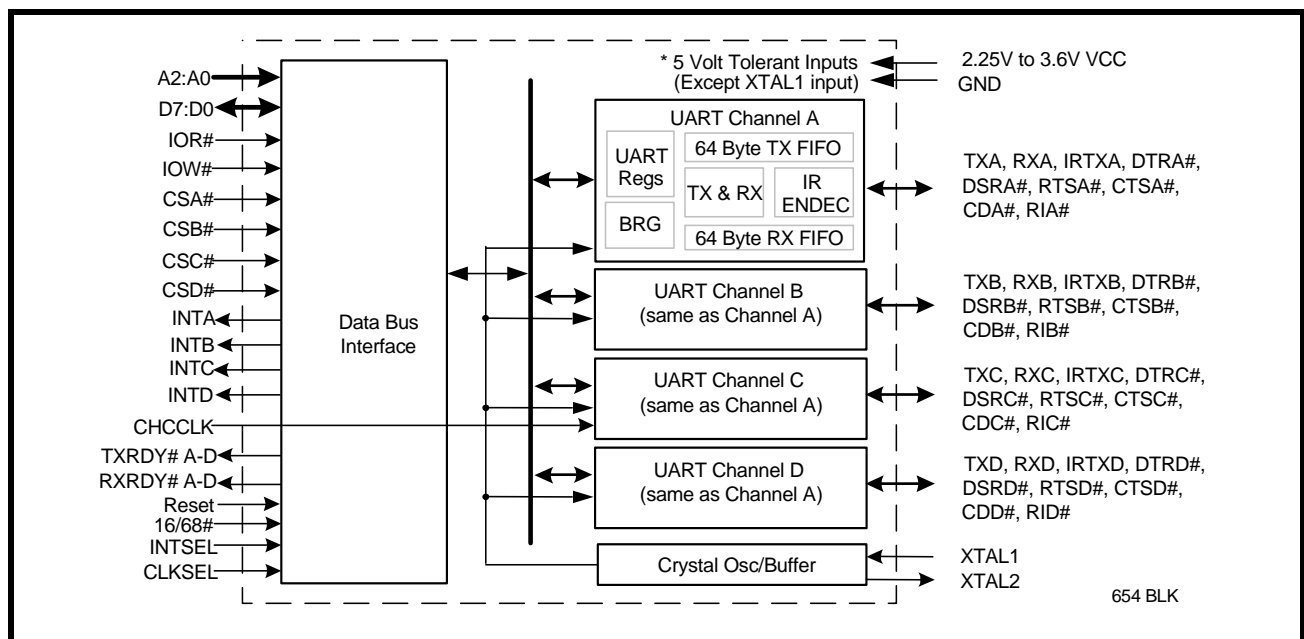 A2:A0
D7:D0
IOR#
IOW#
CSA#
CSB#
CSC#
CSD#
INTA
INTB
INTC
INTD
CHCCLK
TXRDY# A-D
RXRDY# A-D
Reset
16/68#
INTSEL
CLKSEL
Data Bus
Interface
* 5 Volt Tolerant Inputs
(Except XTAL1 input)
2.25V to 3.6V VCC
GND
UART Channel A
UART
Regs
BRG
64 Byte TX FIFO
TX & RX
IR
ENDEC
64 Byte RX FIFO
TXA, RXA, IRTXA, DTRA#,
DSRA#, RTSA#, CTSA#,
CDA#, RIA#
UART Channel B
(same as Channel A)
TXB, RXB, IRTXB, DTRB#,
DSRB#, RTSB#, CTSB#,
CDB#, RIB#
UART Channel C
(same as Channel A)
TXC, RXC, IRTXC, DTRC#,
DSRC#, RTSC#, CTSC#,
CDC#, RIC#
UART Channel D
(same as Channel A)
TXD, RXD, IRTXD, DTRD#,
DSRD#, RTSD#, CTSD#,
CDD#, RID#
Crystal Osc/Buffer
XTAL1
XTAL2
654 BLK